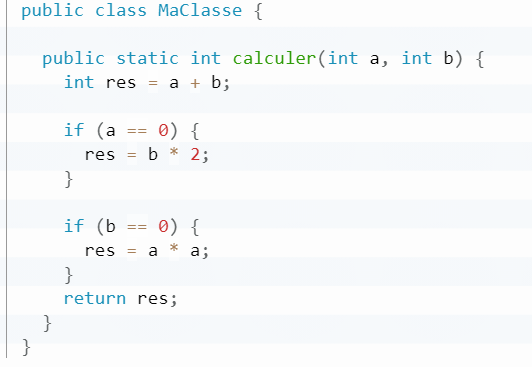 public class MaClasse {
public static int calculer(int a, int b) {
int res = a + b;
if (a == 0) {
res = b * 2;
}
if (b == 0) {
res = a * a;
}
return res;
}
}